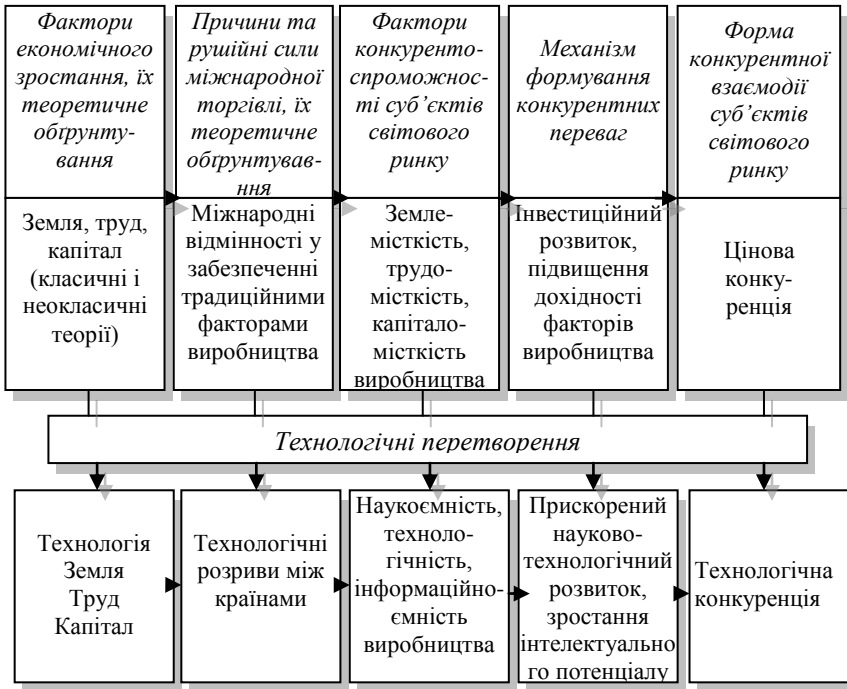 Фактори
економічного
зростання, їх
теоретичне
обґрунту-
вання
Причини та
рушійні сили
міжнародної
торгівлі, їх
теоретичне
обґрунтував-
ння
Фактори
конкуренто-
спроможнос-
ті суб’єктів
світового
ринку
Механізм
формування
конкурентних
переваг
Форма
конкурентної
взаємодії
суб’єктів
світового
ринку
Земля, труд,
капітал
(класичні і
неокласичні
теорії)
Міжнародні
відмінності у
забезпеченні
традиційними
факторами
виробництва
Земле-
місткість,
трудо-
місткість,
капітало-
місткість
виробництва
Інвестиційний
розвиток,
підвищення
дохідності
факторів
виробництва
Цінова
конку-
ренція
Технологічні перетворення
Технологія
Земля
Труд
Капітал
Технологічні
розриви між
країнами
Наукоємність,
техноло-
гічність,
інформаційно-
ємність
виробництва
Прискорений
науково-
технологічний
розвиток,
зростання
інтелектуально
го потенціалу
Технологічна
конкуренція